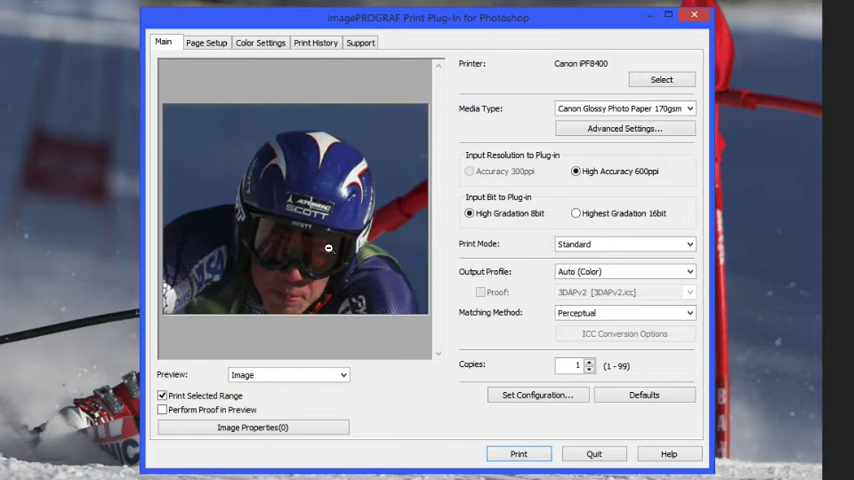 imagePROGRAF Print Plug-In for Photoshop
Main Page Setup Color Settings Print History Support
Printer: Canon iPF8400
Select
Media Type: Canon Glossy Photo Paper 170gsm
Advanced Settings...
Input Resolution to Plug-in
Accuracy 300ppi High Accuracy 600ppi
Input Bit to Plug-in
High Gradation 8bit Highest Gradation 16bit
Print Mode: Standard
Output Profile: Auto (Color)
Proof: 3DAPv2 [3DAPv2.icc]
Matching Method: Perceptual
ICC Conversion Options
Copies: 1 (1 - 99)
Set Configuration... Defaults
ATOMIC
SCOTT
SCOTT
Preview: Image
Print Selected Range
Perform Proof in Preview
Image Properties(0)
Print Quit Help